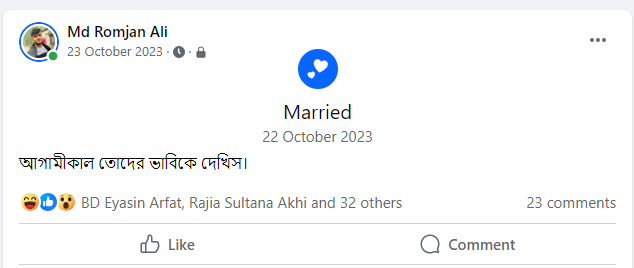 Md Romjan Ali
23 October 2023 · ·
Married
22 October 2023
আগামীকাল তোদের ভাবিকে দেখিস।
BD Eyasin Arfat, Rajia Sultana Akhi and 32 others 23 comments
Like Comment